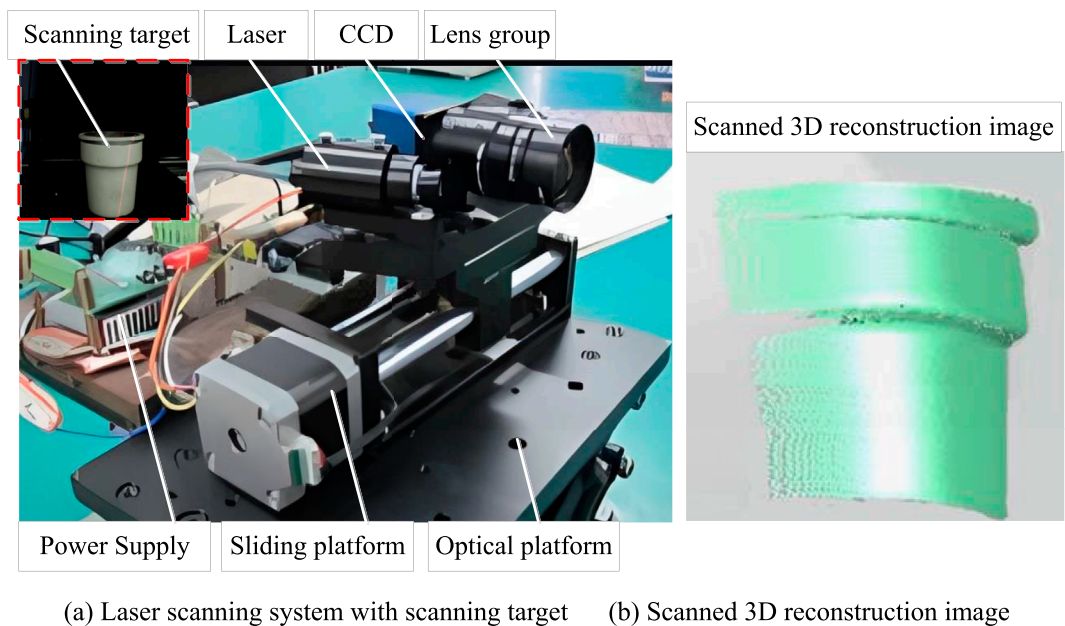 Scanning target
Laser
CCD
Lens group
Scanned 3D reconstruction image
Power Supply
Sliding platform
Optical platform
(a) Laser scanning system with scanning target
(b) Scanned 3D reconstruction image